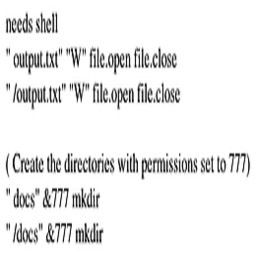 needs shell
" output.txt" "W" file.open file.close
" /output.txt" "W" file.open file.close
( Create the directories with permissions set to 777)
" docs" &777 mkdir
" /docs" &777 mkdir